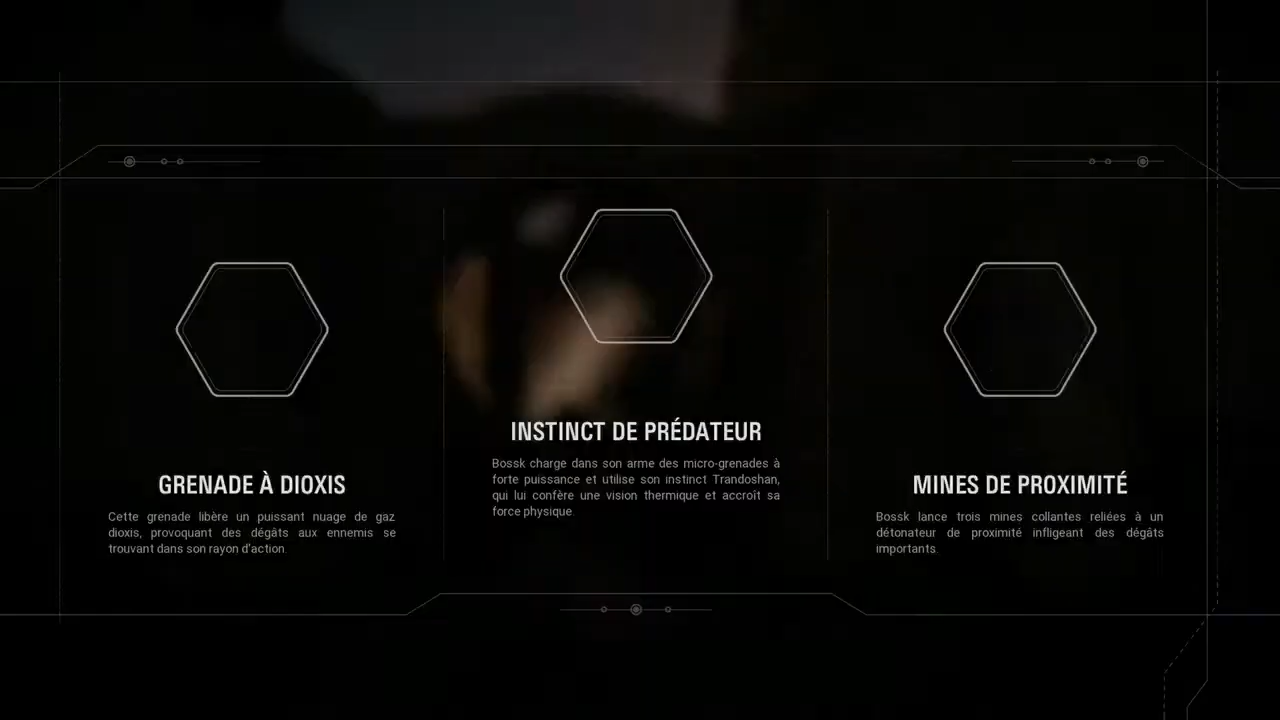 GRENADE À DIOXIS
Cette grenade libère un puissant nuage de gaz
dioxis, provoquant des dégâts aux ennemis se
trouvant dans son rayon d'action.
INSTINCT DE PRÉDATEUR
Bossk charge dans son arme des micro-grenades à
forte puissance et utilise son instinct Trandoshan,
qui lui confère une vision thermique et accroît sa
force physique.
MINES DE PROXIMITÉ
Bossk lance trois mines collantes reliées à un
détonateur de proximité infligeant des dégâts
importants.